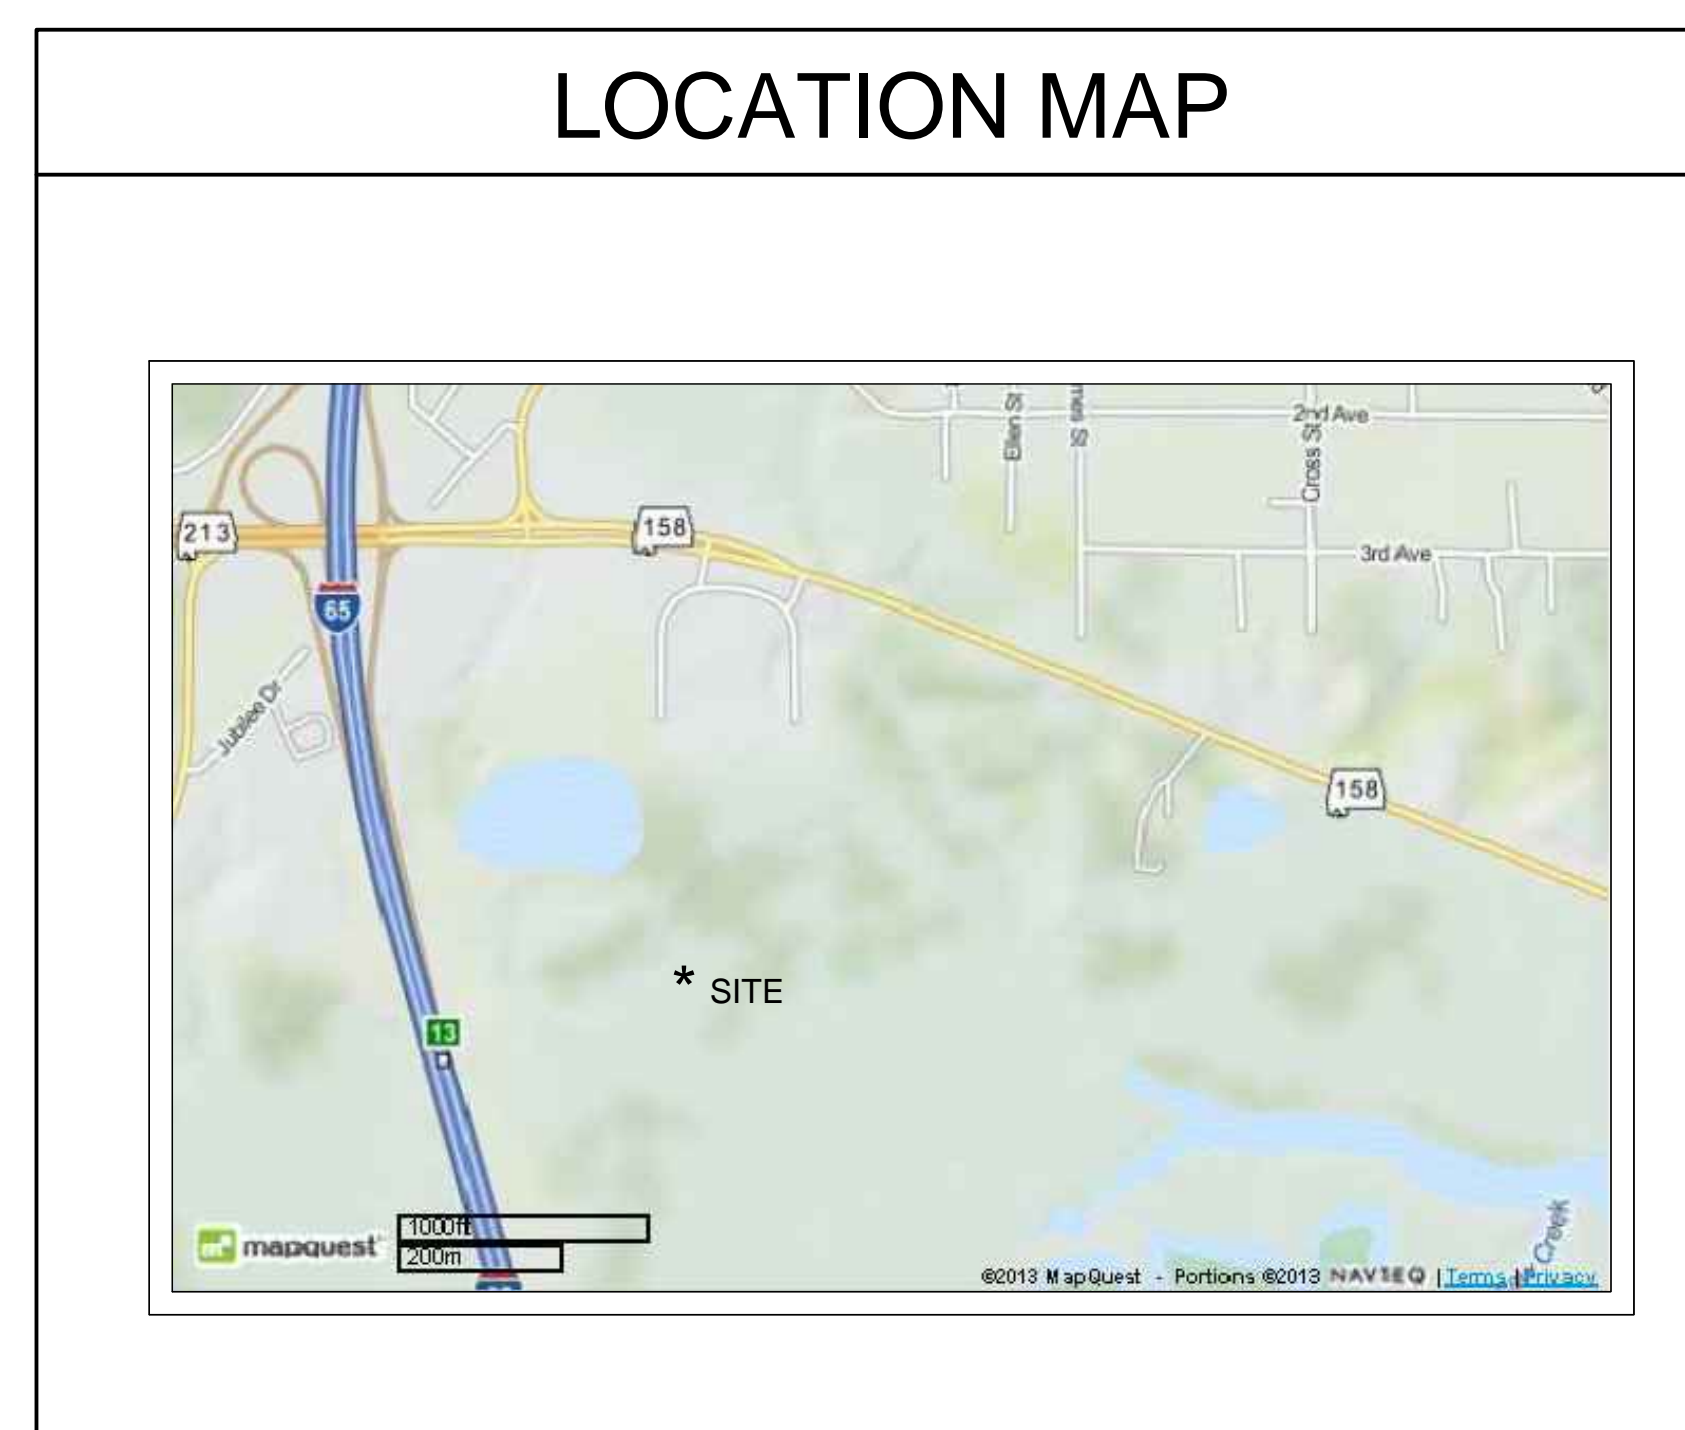 LOCATION MAP
2nd Ave
Ellen St
Cross St
213
158
65
3rd Ave
Jubilee Dr
158
* SITE
13
1000ft
200m
mapquest
Creek
©2013 MapQuest - Portions ©2013 NAVTEQ | Terms | Privacy